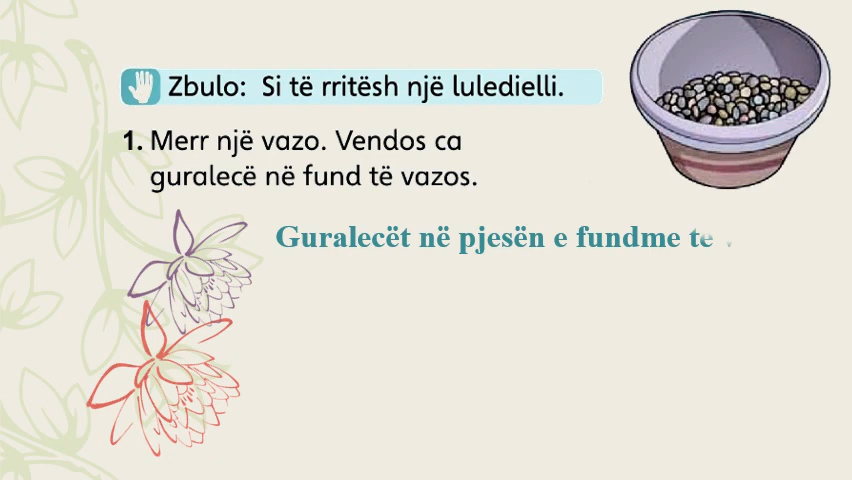 Zbulo: Si të rritësh një luledielli.
1. Merr një vazo. Vendos ca
guralecë në fund të vazos.
Guralecët në pjesën e fundme të